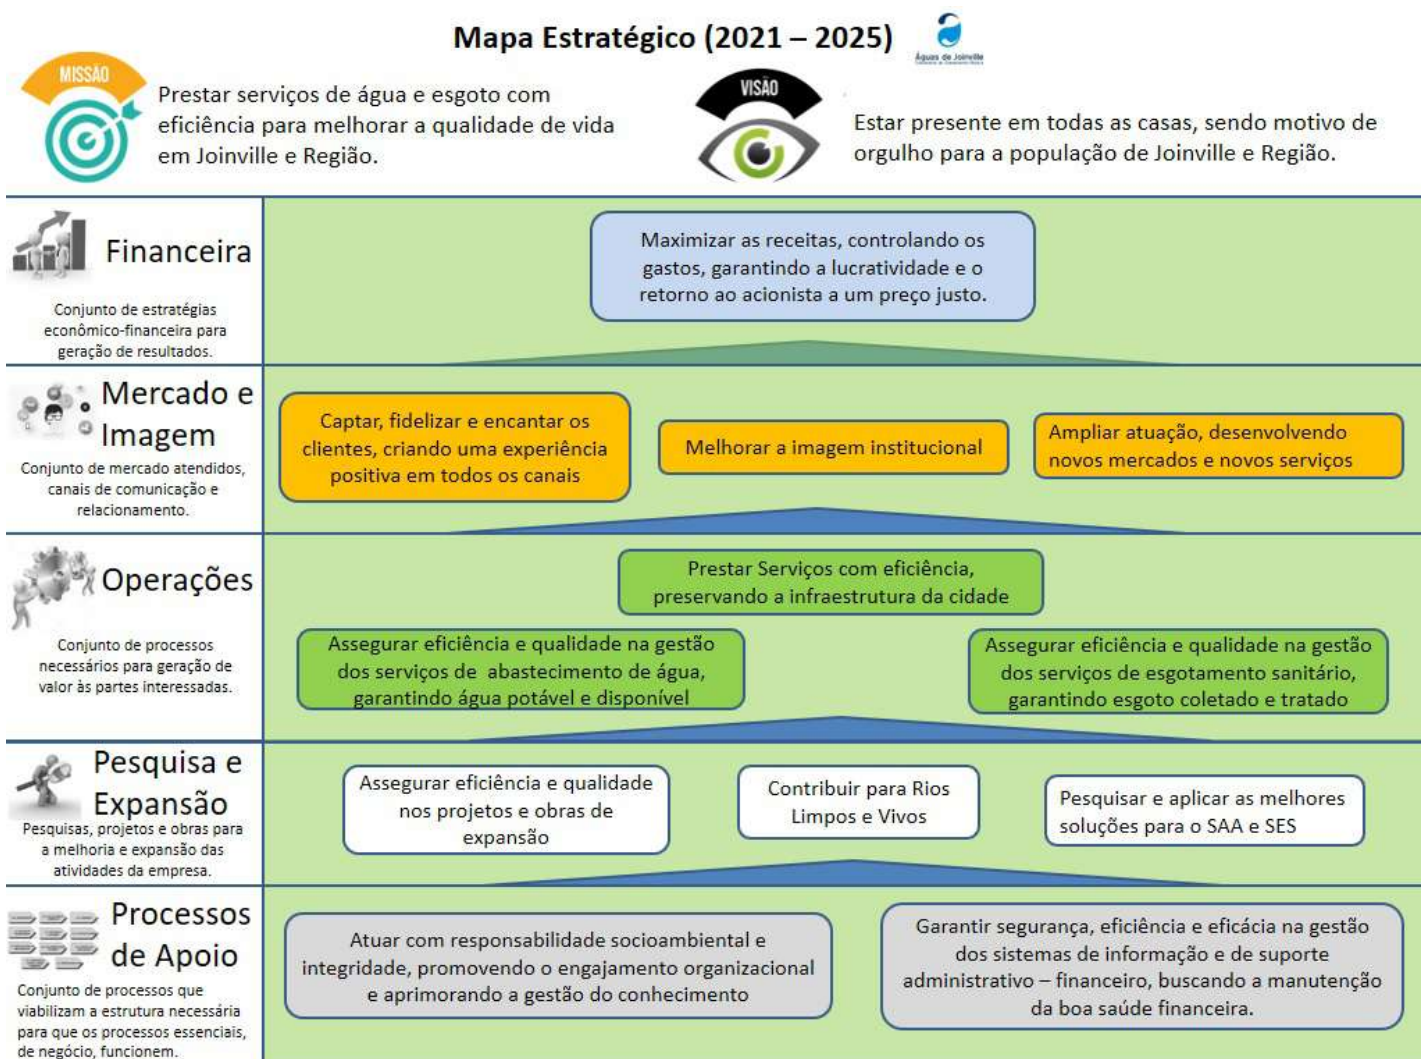 Mapa Estratégico (2021 – 2025)
Águas de Joinville
MISSÃO
Prestar serviços de água e esgoto com
eficiência para melhorar a qualidade de vida
em Joinville e Região.
VISÃO
Estar presente em todas as casas, sendo motivo de
orgulho para a população de Joinville e Região.
Financeira
Conjunto de estratégias
econômico-financeira para
geração de resultados.
Maximizar as receitas, controlando os
gastos, garantindo a lucratividade e o
retorno ao acionista a um preço justo.
Mercado e
Imagem
Conjunto de mercado atendidos,
canais de comunicação e
relacionamento.
Captar, fidelizar e encantar os
clientes, criando uma experiência
positiva em todos os canais
Melhorar a imagem institucional
Ampliar atuação, desenvolvendo
novos mercados e novos serviços
Operações
Conjunto de processos
necessários para geração de
valor às partes interessadas.
Prestar Serviços com eficiência,
preservando a infraestrutura da cidade
Assegurar eficiência e qualidade na gestão
dos serviços de abastecimento de água,
garantindo água potável e disponível
Assegurar eficiência e qualidade na gestão
dos serviços de esgotamento sanitário,
garantindo esgoto coletado e tratado
Pesquisa e
Expansão
Pesquisas, projetos e obras para
a melhoria e expansão das
atividades da empresa.
Assegurar eficiência e qualidade
nos projetos e obras de
expansão
Contribuir para Rios
Limpos e Vivos
Pesquisar e aplicar as melhores
soluções para o SAA e SES
Processos
de Apoio
Conjunto de processos que
viabilizam a estrutura necessária
para que os processos essenciais,
de negócio, funcionem.
Atuar com responsabilidade socioambiental e
integridade, promovendo o engajamento organizacional
e aprimorando a gestão do conhecimento
Garantir segurança, eficiência e eficácia na gestão
dos sistemas de informação e de suporte
administrativo – financeiro, buscando a manutenção
da boa saúde financeira.